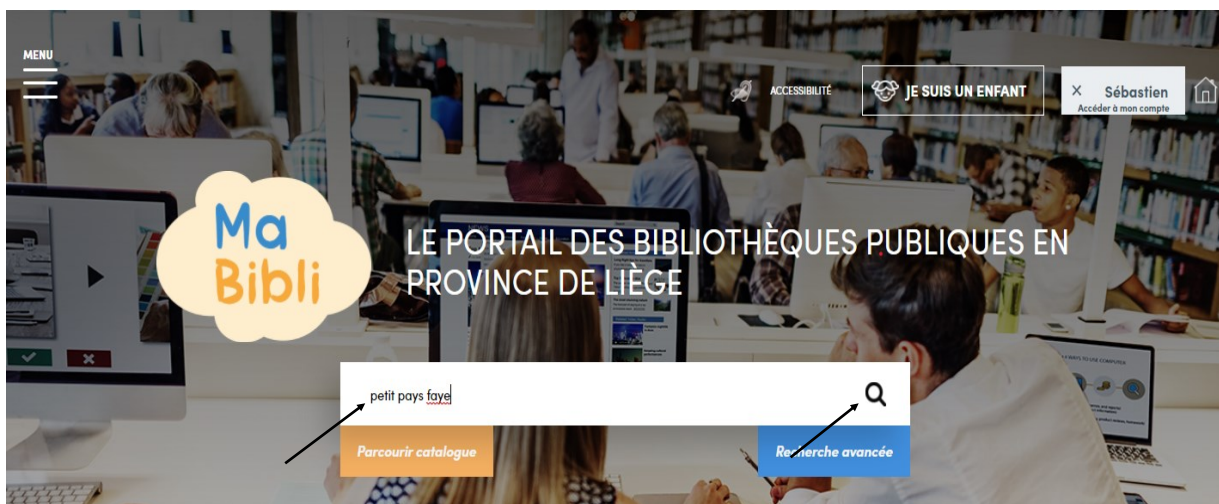 MENU
ACCESSIBILITÉ
JE SUIS UN ENFANT
× Sébastien
Accéder à mon compte
Ma
Bibli
LE PORTAIL DES BIBLIOTHÈQUES PUBLIQUES EN
PROVINCE DE LIÈGE
petit pays faye
Parcourir catalogue
Recherche avancée